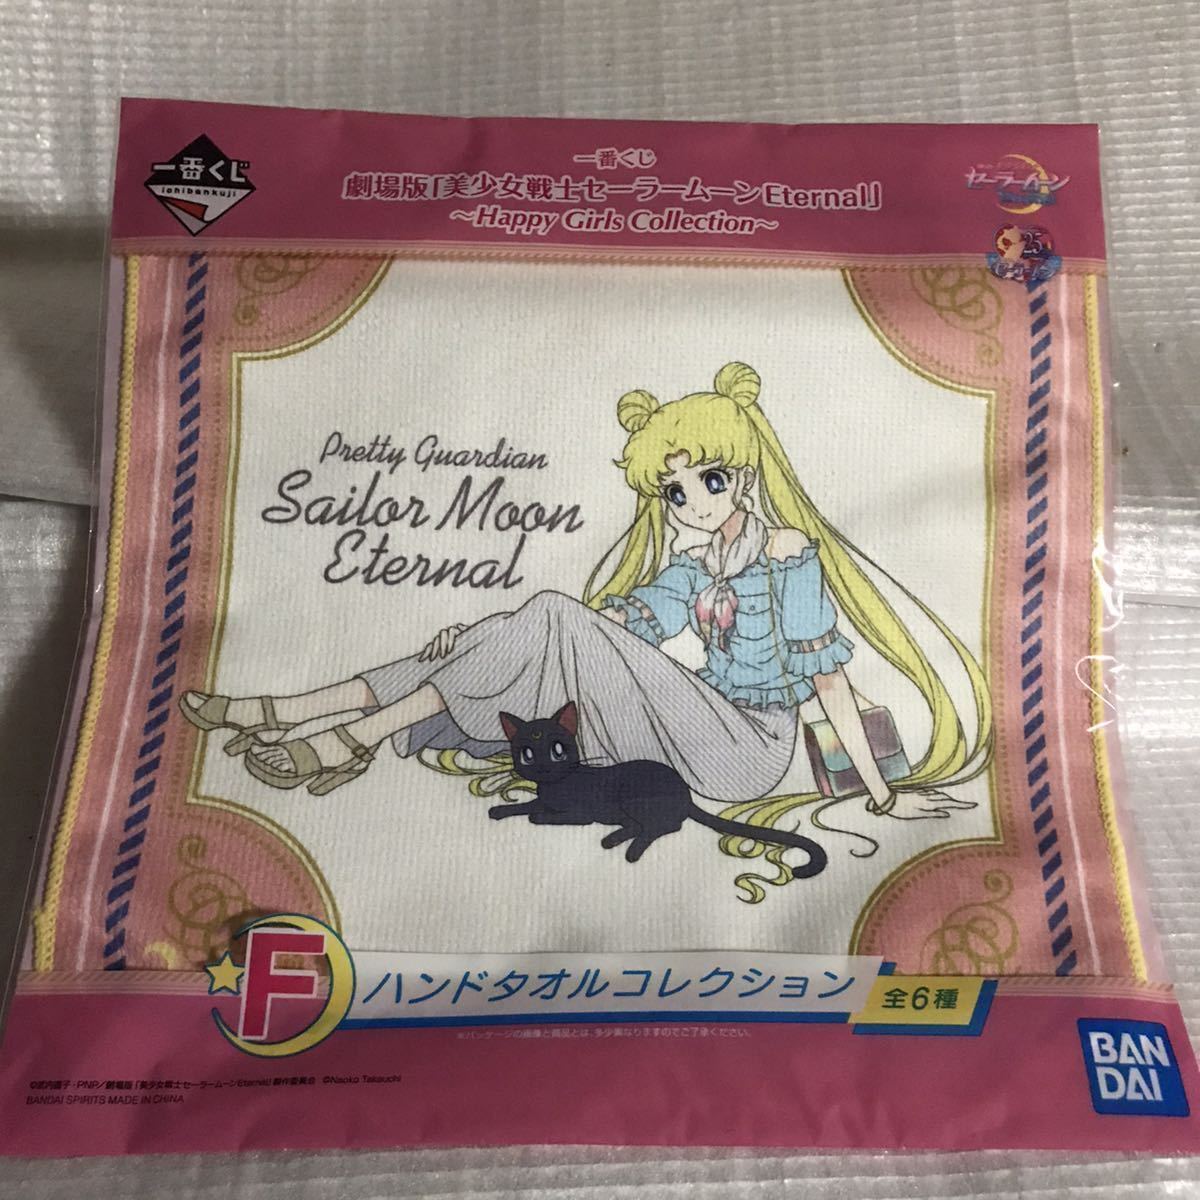 一番くじ
ichibankuji
一番くじ
劇場版「美少女戦士セーラームーンEternal」
〜Happy Girls Collection〜
セーラームーン
25
Pretty Guardian
Sailor Moon
Eternal
F
ハンドタオルコレクション
全6種
※パッケージの画像と商品とは、多少異なりますのでご了承ください。
©武内直子・PNP/劇場版「美少女戦士セーラームーンEternal」製作委員会 ©Naoko Takeuchi
BANDAI SPIRITS MADE IN CHINA
BAN
DAI